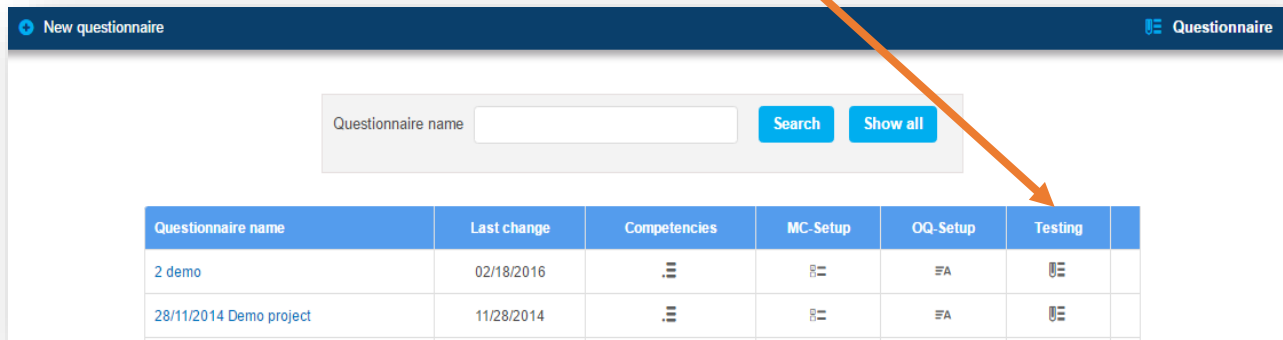 New questionnaire Questionnaire
Questionnaire name Search Show all
Questionnaire name Last change Competencies MC-Setup OQ-Setup Testing
2 demo 02/18/2016
28/11/2014 Demo project 11/28/2014